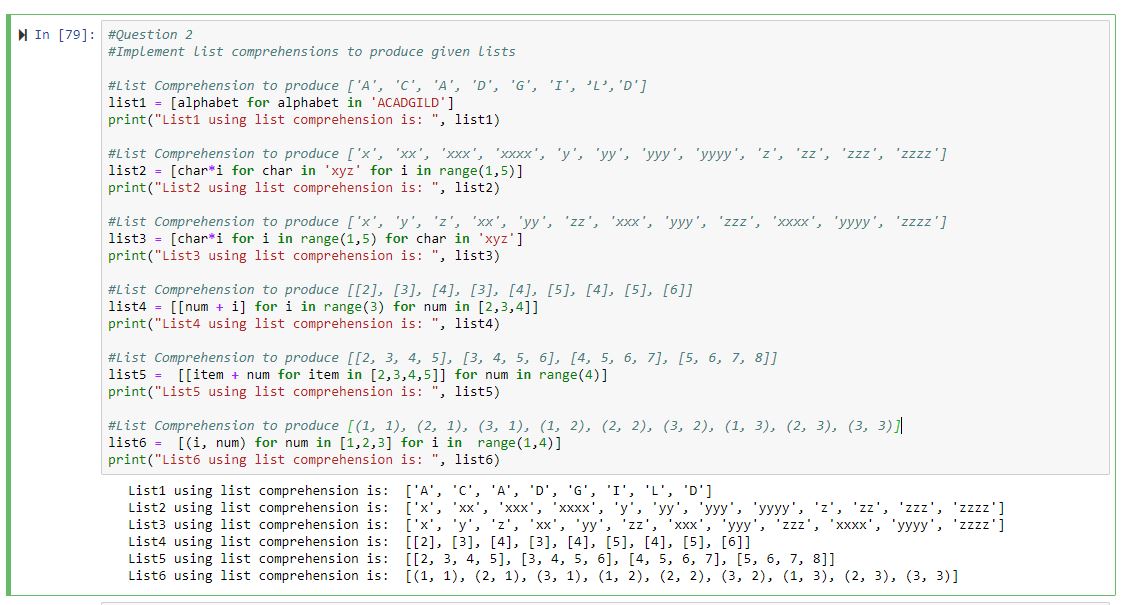 In [79]: #Question 2
#Implement list comprehensions to produce given lists
#List Comprehension to produce ['A', 'C', 'A', 'D', 'G', 'I', ’L’,'D']
list1 = [alphabet for alphabet in 'ACADGILD']
print("List1 using list comprehension is: ", list1)
#List Comprehension to produce ['x', 'xx', 'xxx', 'xxxx', 'y', 'yy', 'yyy', 'yyyy', 'z', 'zz', 'zzz', 'zzzz']
list2 = [char*i for char in 'xyz' for i in range(1,5)]
print("List2 using list comprehension is: ", list2)
#List Comprehension to produce ['x', 'y', 'z', 'xx', 'yy', 'zz', 'xxx', 'yyy', 'zzz', 'xxxx', 'yyyy', 'zzzz']
list3 = [char*i for i in range(1,5) for char in 'xyz']
print("List3 using list comprehension is: ", list3)
#List Comprehension to produce [[2], [3], [4], [3], [4], [5], [4], [5], [6]]
list4 = [[num + i] for i in range(3) for num in [2,3,4]]
print("List4 using list comprehension is: ", list4)
#List Comprehension to produce [[2, 3, 4, 5], [3, 4, 5, 6], [4, 5, 6, 7], [5, 6, 7, 8]]
list5 =  [[item + num for item in [2,3,4,5]] for num in range(4)]
print("List5 using list comprehension is: ", list5)
#List Comprehension to produce [(1, 1), (2, 1), (3, 1), (1, 2), (2, 2), (3, 2), (1, 3), (2, 3), (3, 3)]
list6 =  [(i, num) for num in [1,2,3] for i in  range(1,4)]
print("List6 using list comprehension is: ", list6)
List1 using list comprehension is:  ['A', 'C', 'A', 'D', 'G', 'I', 'L', 'D']
List2 using list comprehension is:  ['x', 'xx', 'xxx', 'xxxx', 'y', 'yy', 'yyy', 'yyyy', 'z', 'zz', 'zzz', 'zzzz']
List3 using list comprehension is:  ['x', 'y', 'z', 'xx', 'yy', 'zz', 'xxx', 'yyy', 'zzz', 'xxxx', 'yyyy', 'zzzz']
List4 using list comprehension is:  [[2], [3], [4], [3], [4], [5], [4], [5], [6]]
List5 using list comprehension is:  [[2, 3, 4, 5], [3, 4, 5, 6], [4, 5, 6, 7], [5, 6, 7, 8]]
List6 using list comprehension is:  [(1, 1), (2, 1), (3, 1), (1, 2), (2, 2), (3, 2), (1, 3), (2, 3), (3, 3)]